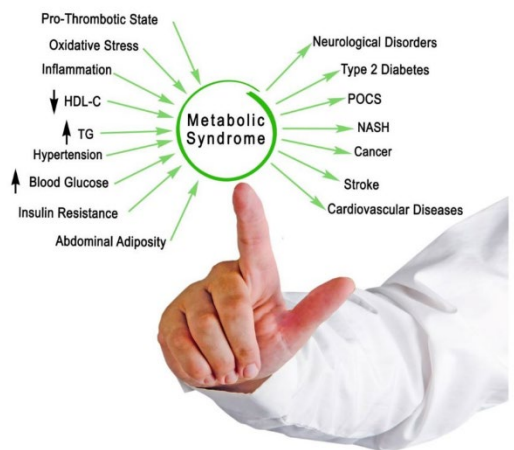 Pro-Thrombotic State
Oxidative Stress
Inflammation
HDL-C
TG
Hypertension
Blood Glucose
Insulin Resistance
Abdominal Adiposity
Metabolic
Syndrome
Neurological Disorders
Type 2 Diabetes
POCS
NASH
Cancer
Stroke
Cardiovascular Diseases